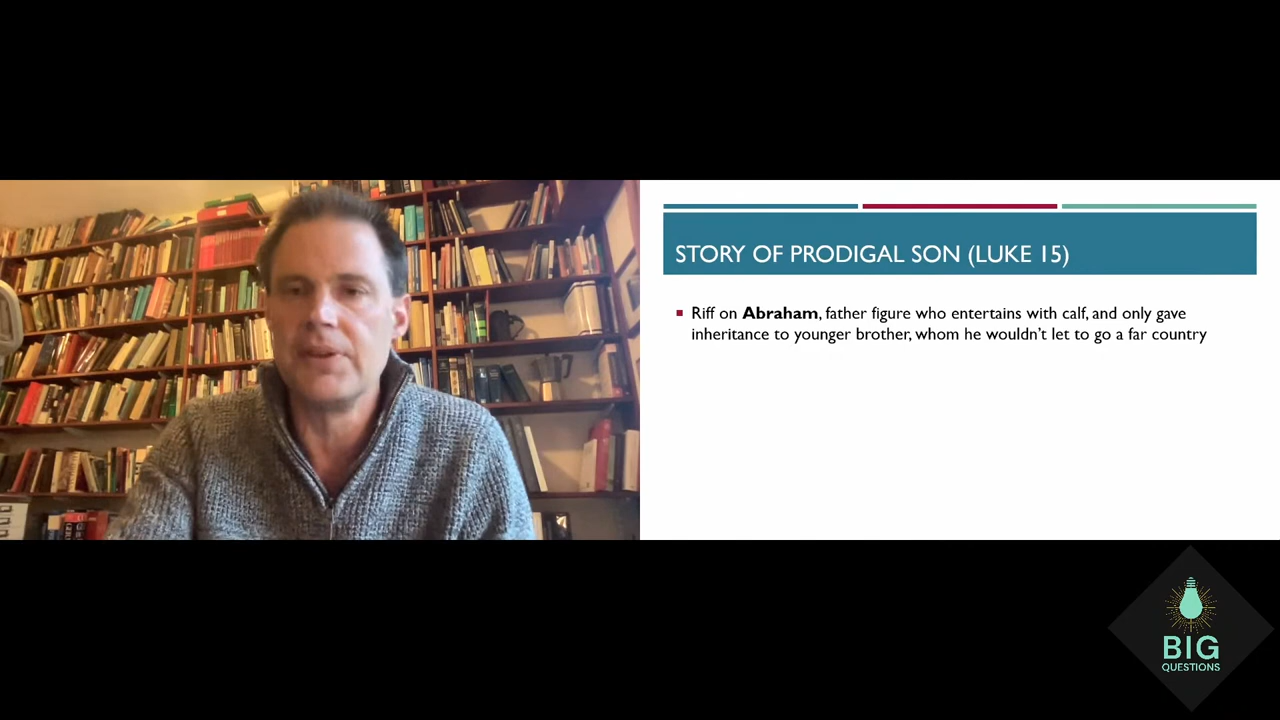 STORY OF PRODIGAL SON (LUKE 15)
Riff on Abraham, father figure who entertains with calf, and only gave
inheritance to younger brother, whom he wouldn't let to go a far country
BIG
QUESTIONS